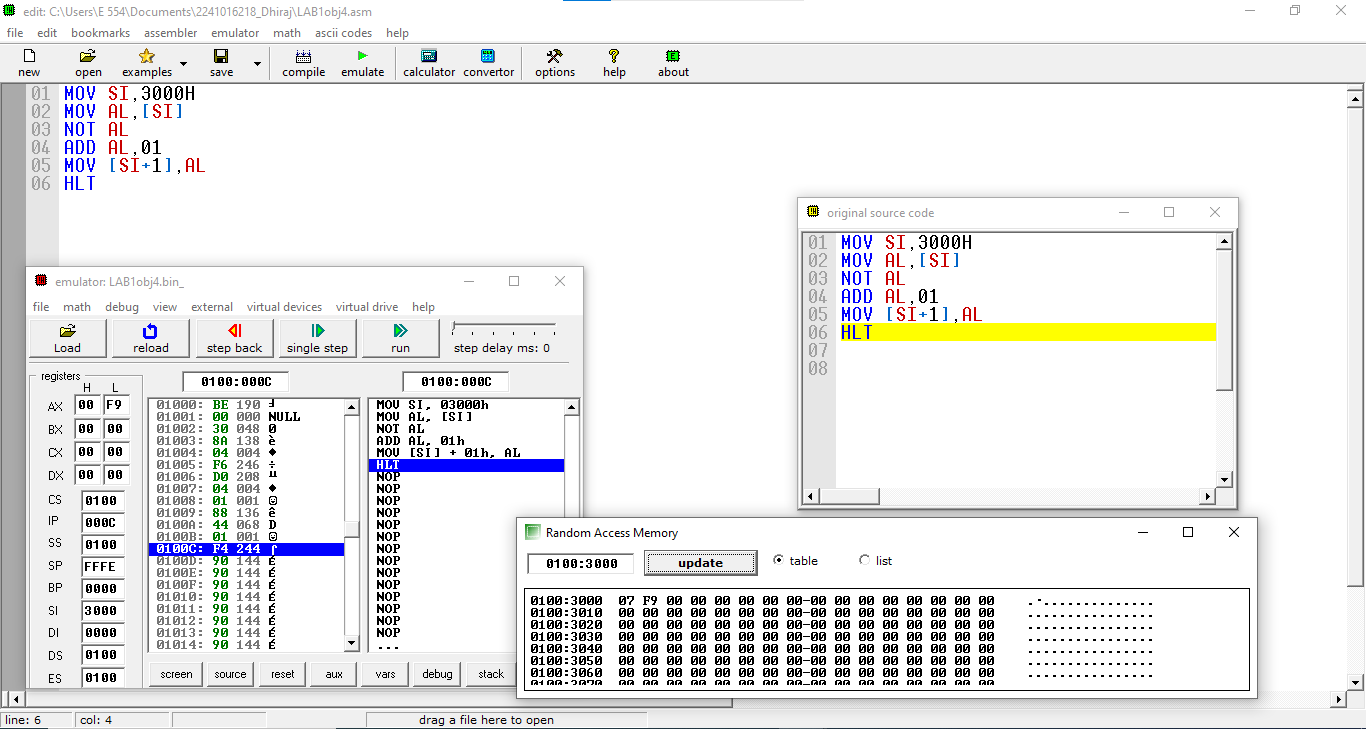 edit: C:\Users\E 554\Documents\2241016218_Dhiraj\LAB1obj4.asm
file edit bookmarks assembler emulator math ascii codes help
new open examples save compile emulate calculator convertor options help about
01 MOV SI,3000H
02 MOV AL,[SI]
03 NOT AL
04 ADD AL,01
05 MOV [SI+1],AL
06 HLT
original source code
01 MOV SI,3000H
02 MOV AL,[SI]
03 NOT AL
04 ADD AL,01
05 MOV [SI+1],AL
06 HLT
07
08
emulator: LAB1obj4.bin_
file math debug view external virtual devices virtual drive help
Load reload step back single step run step delay ms: 0
registers
H L
AX 00 F9
BX 00 00
CX 00 00
DX 00 00
CS 0100
IP 000C
SS 0100
SP FFFE
BP 0000
SI 3000
DI 0000
DS 0100
ES 0100
0100:000C
01000: BE 190 ╛
01001: 00 000 NULL
01002: 30 048 0
01003: 8A 138 è
01004: 04 004 ♦
01005: F6 246 ÷
01006: D0 208 ╨
01007: 04 004 ♦
01008: 01 001 ☺
01009: 88 136 ê
0100A: 44 068 D
0100B: 01 001 ☺
0100C: F4 244 ⌠
0100D: 90 144 É
0100E: 90 144 É
0100F: 90 144 É
01010: 90 144 É
01011: 90 144 É
01012: 90 144 É
01013: 90 144 É
01014: 90 144 É
0100:000C
MOV SI, 03000h
MOV AL, [SI]
NOT AL
ADD AL, 01h
MOV [SI] + 01h, AL
HLT
NOP
NOP
NOP
NOP
NOP
NOP
NOP
NOP
NOP
NOP
NOP
NOP
NOP
NOP
...
screen source reset aux vars debug stack
Random Access Memory
0100:3000 update table list
0100:3000 07 F9 00 00 00 00 00 00-00 00 00 00 00 00 00 00 .·..............
0100:3010 00 00 00 00 00 00 00 00-00 00 00 00 00 00 00 00 ................
0100:3020 00 00 00 00 00 00 00 00-00 00 00 00 00 00 00 00 ................
0100:3030 00 00 00 00 00 00 00 00-00 00 00 00 00 00 00 00 ................
0100:3040 00 00 00 00 00 00 00 00-00 00 00 00 00 00 00 00 ................
0100:3050 00 00 00 00 00 00 00 00-00 00 00 00 00 00 00 00 ................
0100:3060 00 00 00 00 00 00 00 00-00 00 00 00 00 00 00 00 ................
0100:3070 00 00 00 00 00 00 00 00-00 00 00 00 00 00 00 00
line: 6 col: 4 drag a file here to open